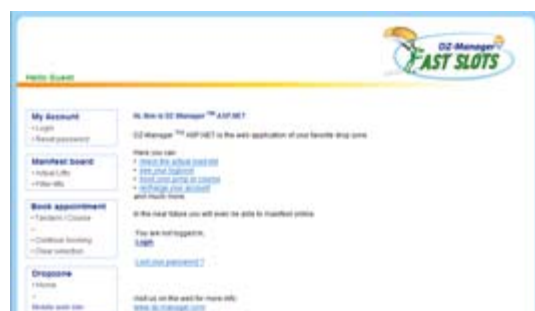 DZ-Manager
FAST SLOTS
Hello Guest
My Account
Login
Reset password
Manifest board
Actual Lifts
Filter lifts
Book appointment
Tandem / Course
Continue booking
Clear selection
Dropzone
Home
Mobile web site
Hi, this is DZ Manager TM ASP.NET
DZ-Manager TM ASP.NET is the web application of your favorite drop zone.
Here you can:
check the actual load list
see your logbook
book your jump or course
recharge your account
and much more.
In the near future you will even be able to manifest online.
You are not logged in.
Login
Lost your password ?
Visit us on the web for more info:
www.dz-manager.com